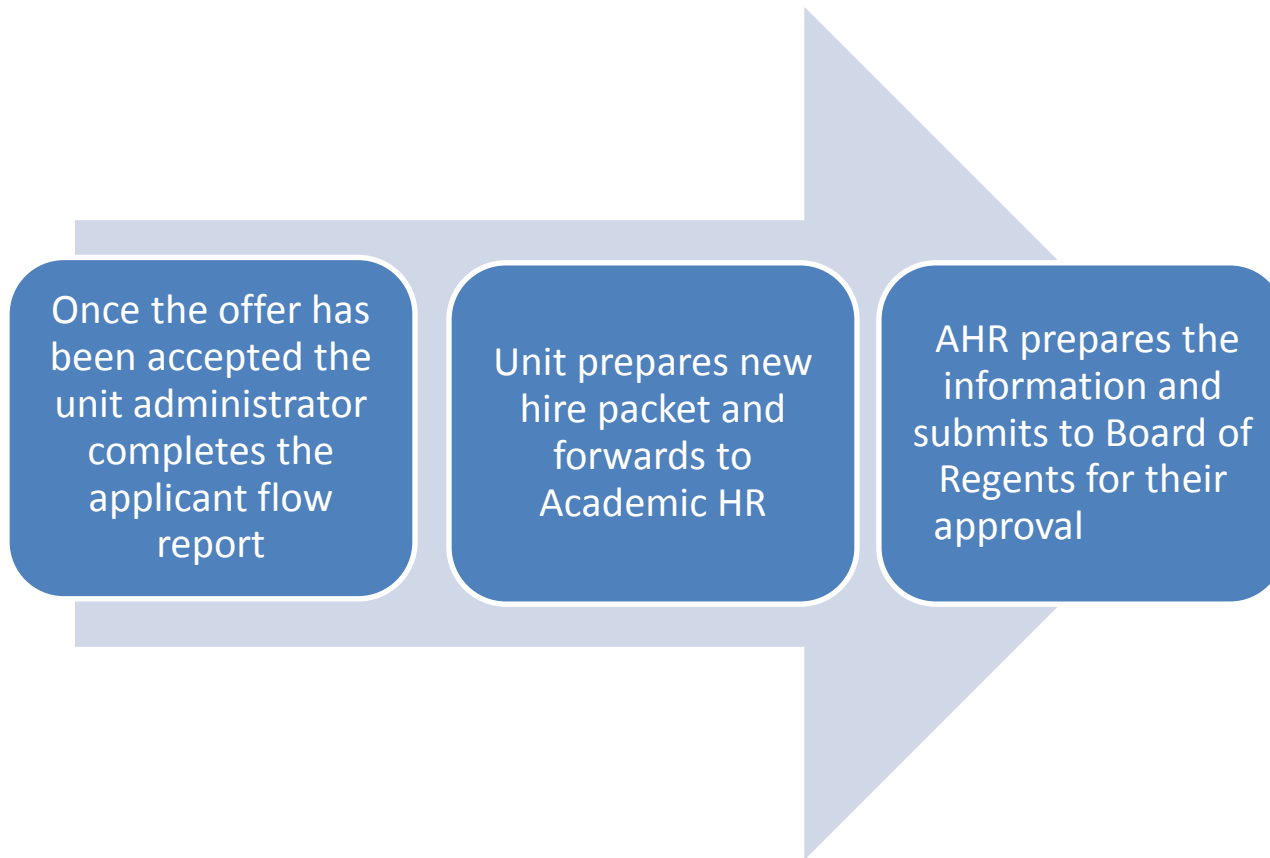 Once the offer has
been accepted the
unit administrator
completes the
applicant flow
report
Unit prepares new
hire packet and
forwards to
Academic HR
AHR prepares the
information and
submits to Board of
Regents for their
approval